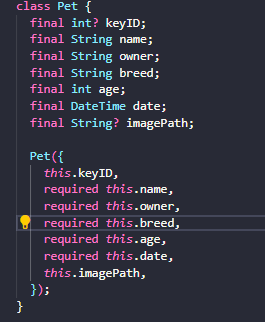 class Pet {
  final int? keyID;
  final String name;
  final String owner;
  final String breed;
  final int age;
  final DateTime date;
  final String? imagePath;

  Pet({
    this.keyID,
    required this.name,
    required this.owner,
    required this.breed,
    required this.age,
    required this.date,
    this.imagePath,
  });
}